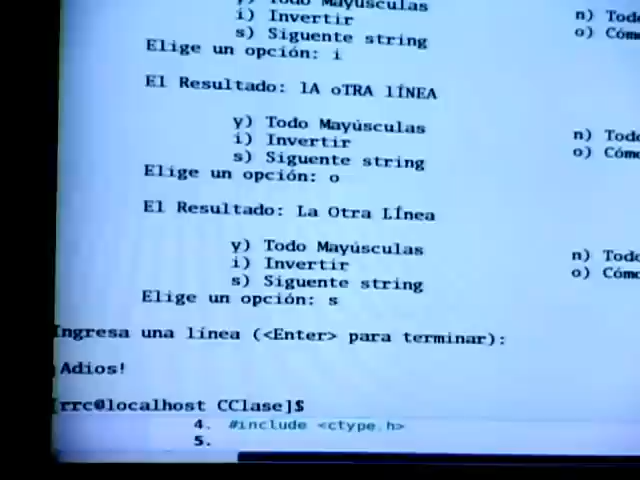 y) Todo Mayúsculas
i) Invertir n) Todo
s) Siguente string o) Cómo
Elige un opción: i
El Resultado: lA oTRA lÍNEA
y) Todo Mayúsculas
i) Invertir n) Todo
s) Siguente string o) Cómo
Elige un opción: o
El Resultado: La Otra LÍnea
y) Todo Mayúsculas
i) Invertir n) Todo
s) Siguente string o) Cómo
Elige un opción: s
Ingresa una línea (<Enter> para terminar):
Adios!
[rrc@localhost CClase]$
4. #include <ctype.h>
5.